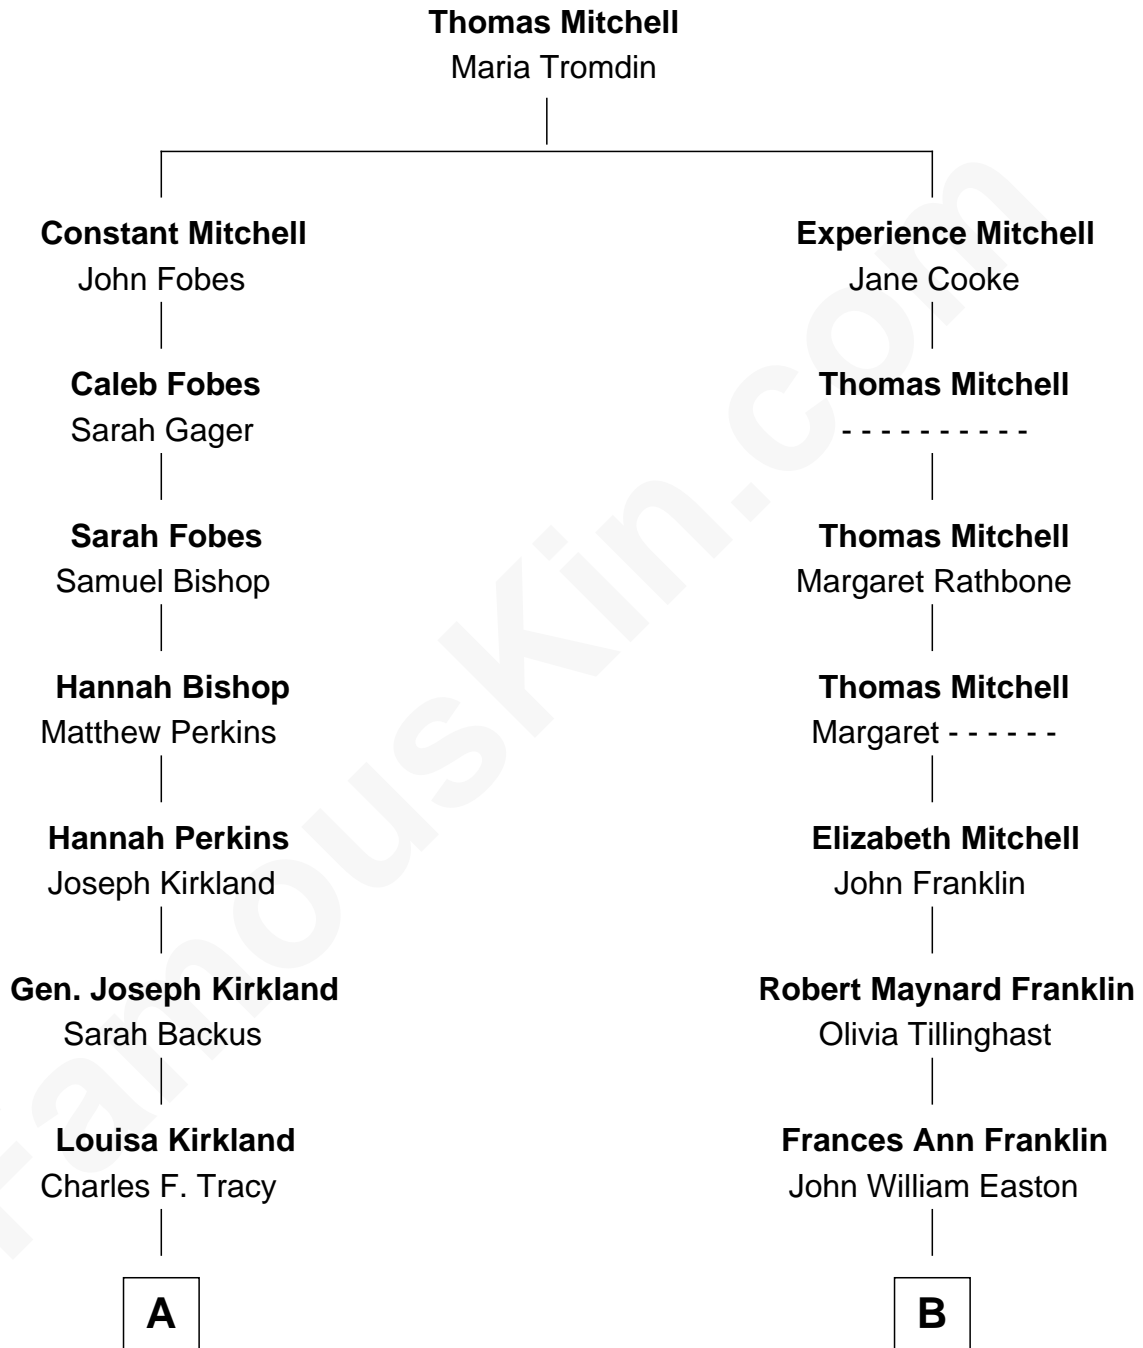 Thomas Mitchell
Maria Tromdin
Constant Mitchell
John Fobes
Experience Mitchell
Jane Cooke
Caleb Fobes
Sarah Gager
Thomas Mitchell
- - - - - - - - - -
Sarah Fobes
Samuel Bishop
Thomas Mitchell
Margaret Rathbone
Hannah Bishop
Matthew Perkins
Thomas Mitchell
Margaret - - - - - -
Hannah Perkins
Joseph Kirkland
Elizabeth Mitchell
John Franklin
Gen. Joseph Kirkland
Sarah Backus
Robert Maynard Franklin
Olivia Tillinghast
Louisa Kirkland
Charles F. Tracy
Frances Ann Franklin
John William Easton
A
B
FamousKin.com